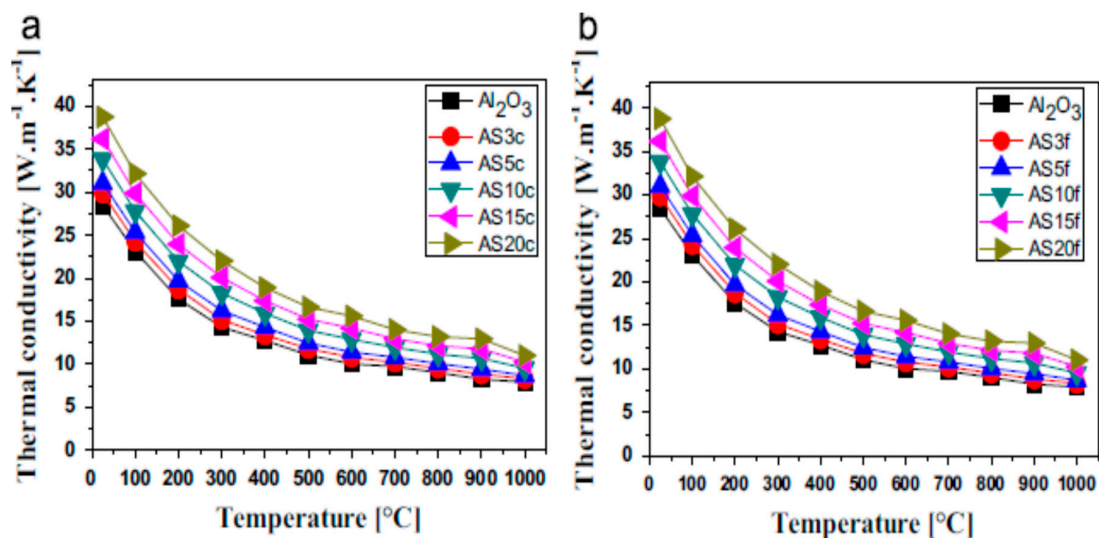 a
Thermal conductivity [W.m⁻¹.K⁻¹]
40
35
30
25
20
15
10
5
0
Al₂O₃
AS3c
AS5c
AS10c
AS15c
AS20c
0 100 200 300 400 500 600 700 800 900 1000
Temperature [°C]
b
Thermal conductivity [W.m⁻¹.K⁻¹]
40
35
30
25
20
15
10
5
0
Al₂O₃
AS3f
AS5f
AS10f
AS15f
AS20f
0 100 200 300 400 500 600 700 800 900 1000
Temperature [°C]